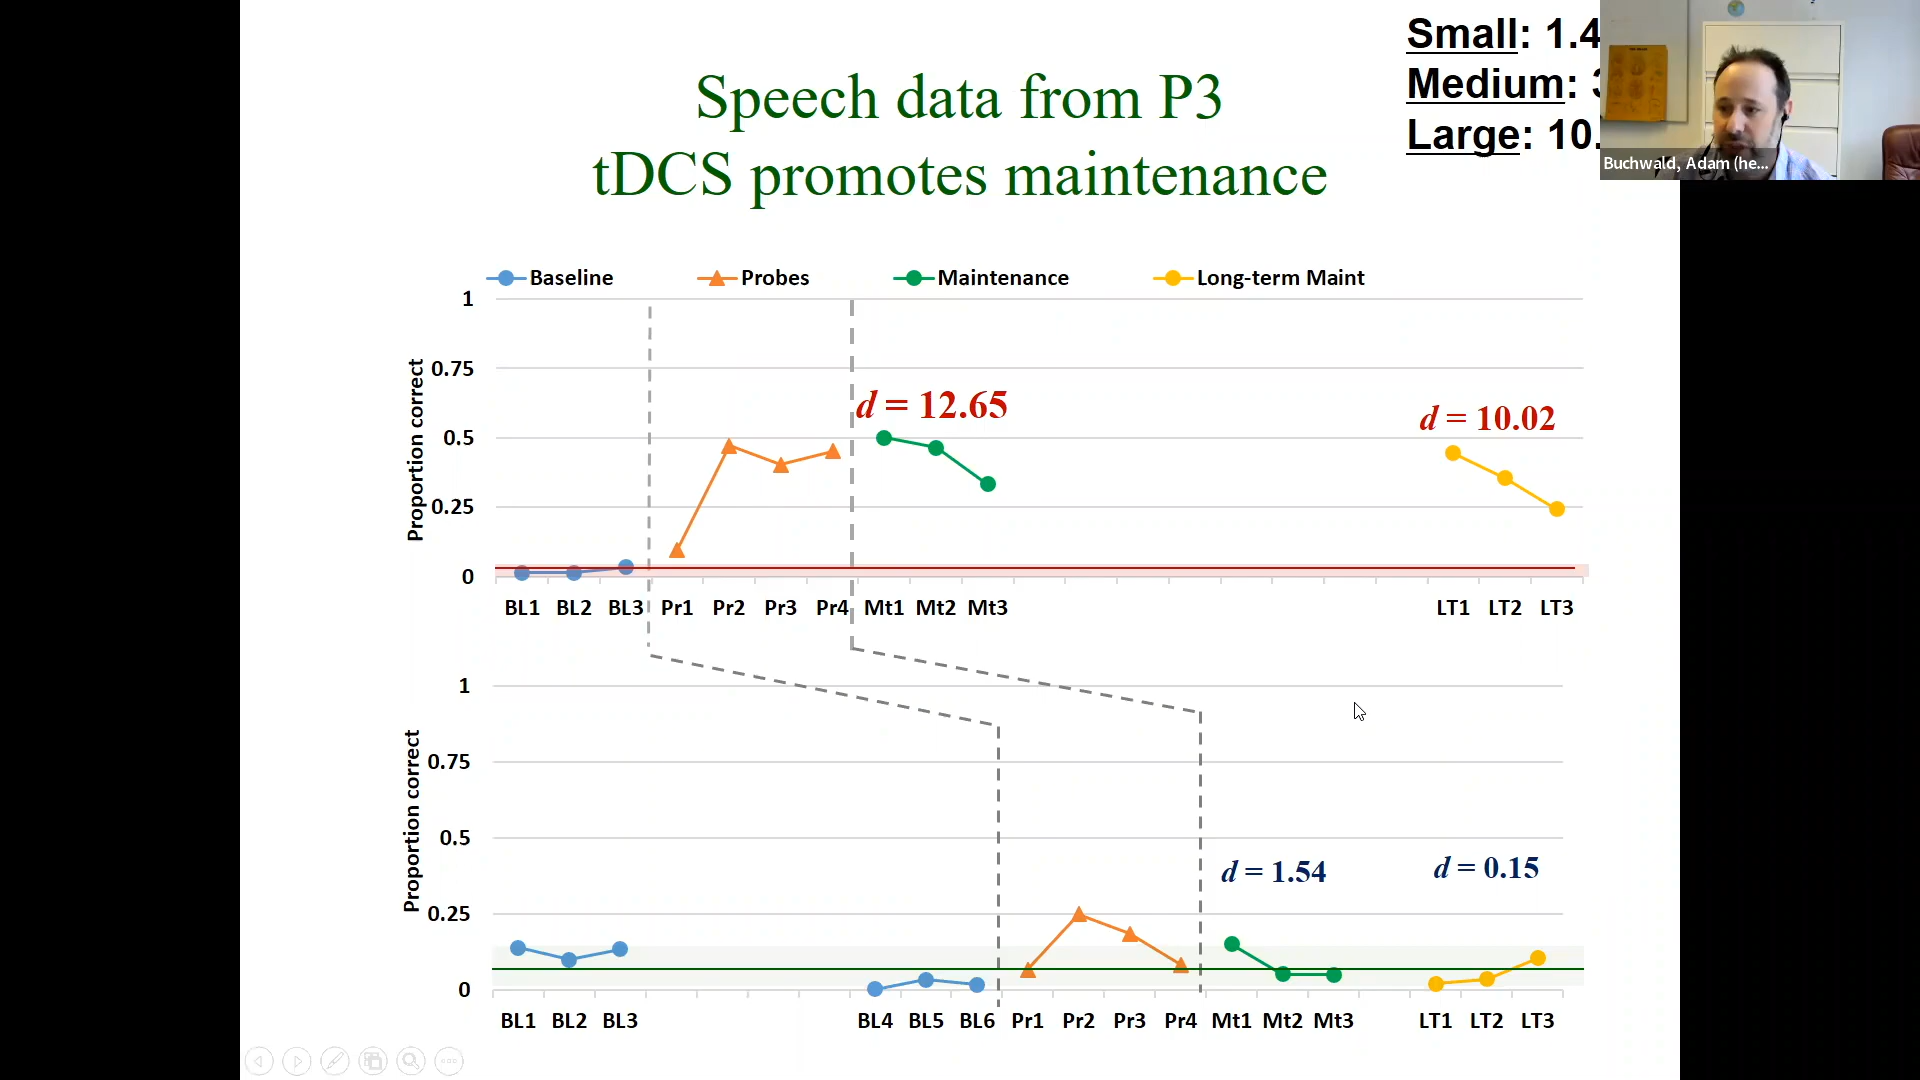 Small: 1.4
Medium:
Large: 10.
Speech data from P3
tDCS promotes maintenance
Buchwald, Adam (he...
Baseline Probes Maintenance Long-term Maint
Proportion correct
1
0.75
0.5
0.25
0
d = 12.65
d = 10.02
BL1 BL2 BL3 Pr1 Pr2 Pr3 Pr4 Mt1 Mt2 Mt3 LT1 LT2 LT3
Proportion correct
1
0.75
0.5
0.25
0
d = 1.54
d = 0.15
BL1 BL2 BL3 BL4 BL5 BL6 Pr1 Pr2 Pr3 Pr4 Mt1 Mt2 Mt3 LT1 LT2 LT3